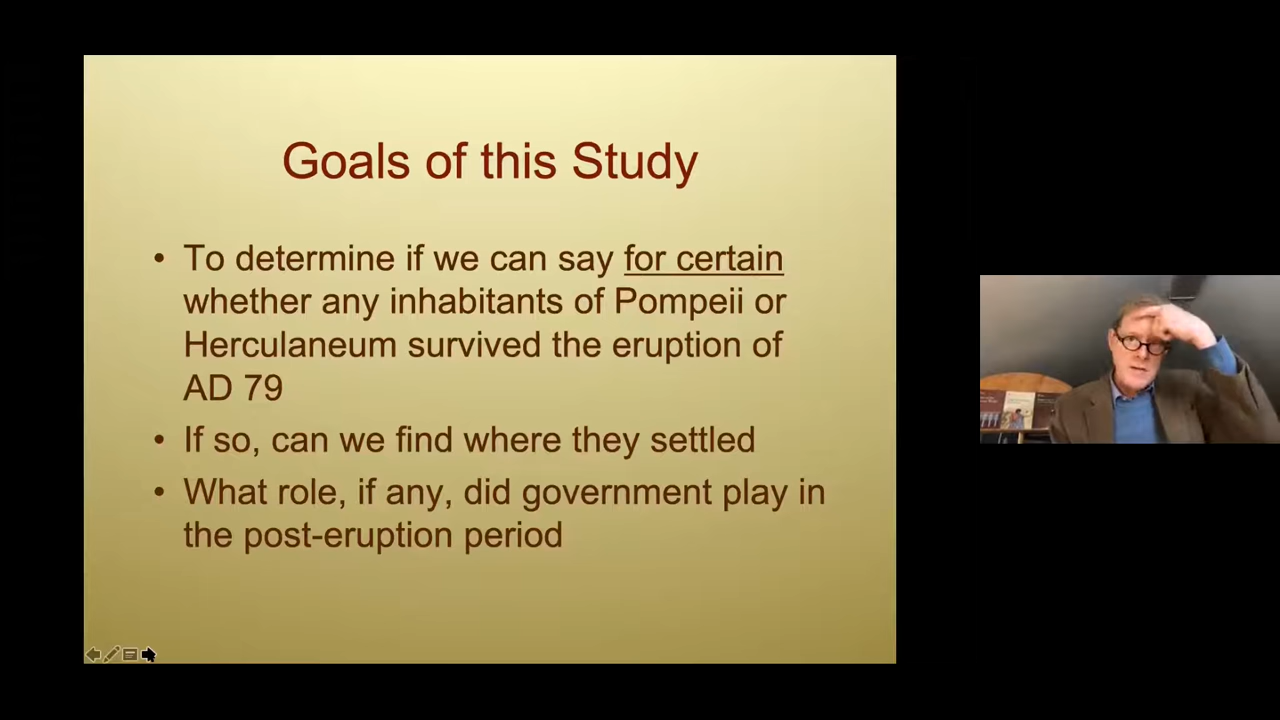 Goals of this Study
• To determine if we can say for certain
whether any inhabitants of Pompeii or
Herculaneum survived the eruption of
AD 79
• If so, can we find where they settled
• What role, if any, did government play in
the post-eruption period